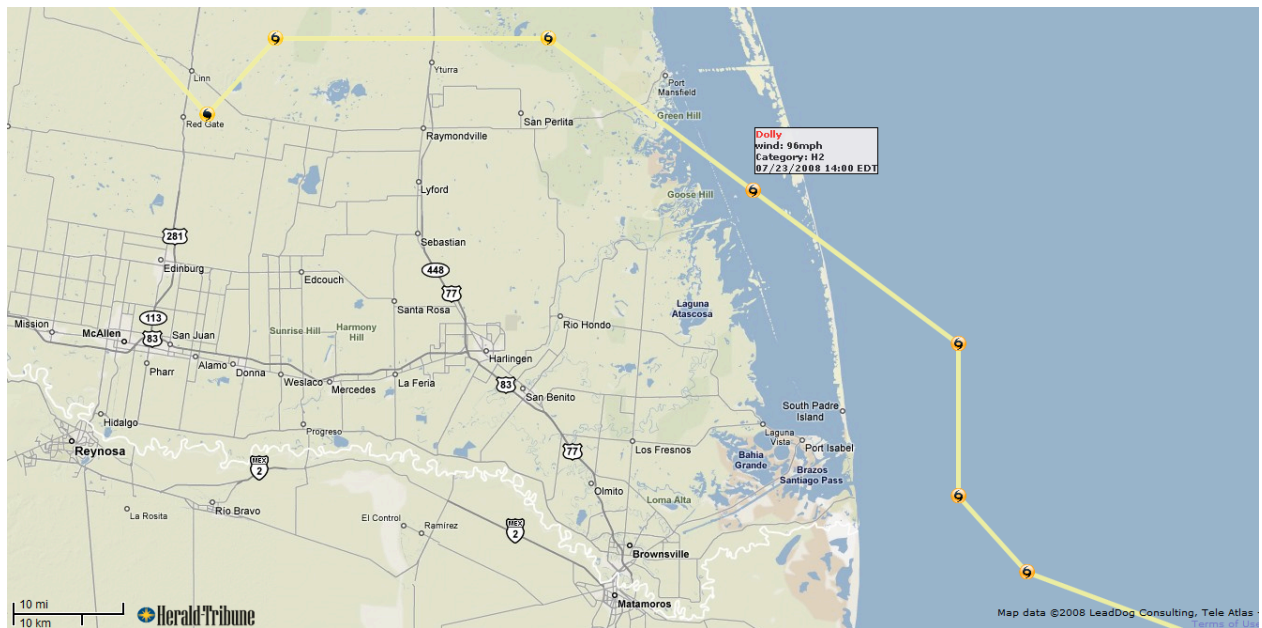 Linn
Yturra
Port
Mansfield
Green Hill
San Perlita
Red Gate
Raymondville
Dolly
wind: 96mph
Category: H2
07/23/2008 14:00 EDT
Lyford
Goose Hill
281
Sebastian
Edinburg
448
Edcouch
77
Santa Rosa
Laguna
Atascosa
113
Mission
McAllen
83
San Juan
Sunrise Hill
Harmony
Hill
Rio Hondo
Harlingen
Pharr
Alamo
Donna
Weslaco
Mercedes
La Feria
83
San Benito
South Padre
Island
Hidalgo
Progreso
Laguna
Vista
Port Isabel
Reynosa
77
Los Fresnos
Bahia
Grande
MEX
2
Brazos
Santiago Pass
Olmito
Loma Alta
La Rosita
Rio Bravo
El Control
Ramírez
MEX
2
Brownsville
Matamoros
10 mi
10 km
Herald-Tribune
Map data ©2008 LeadDog Consulting, Tele Atlas -
Terms of Use